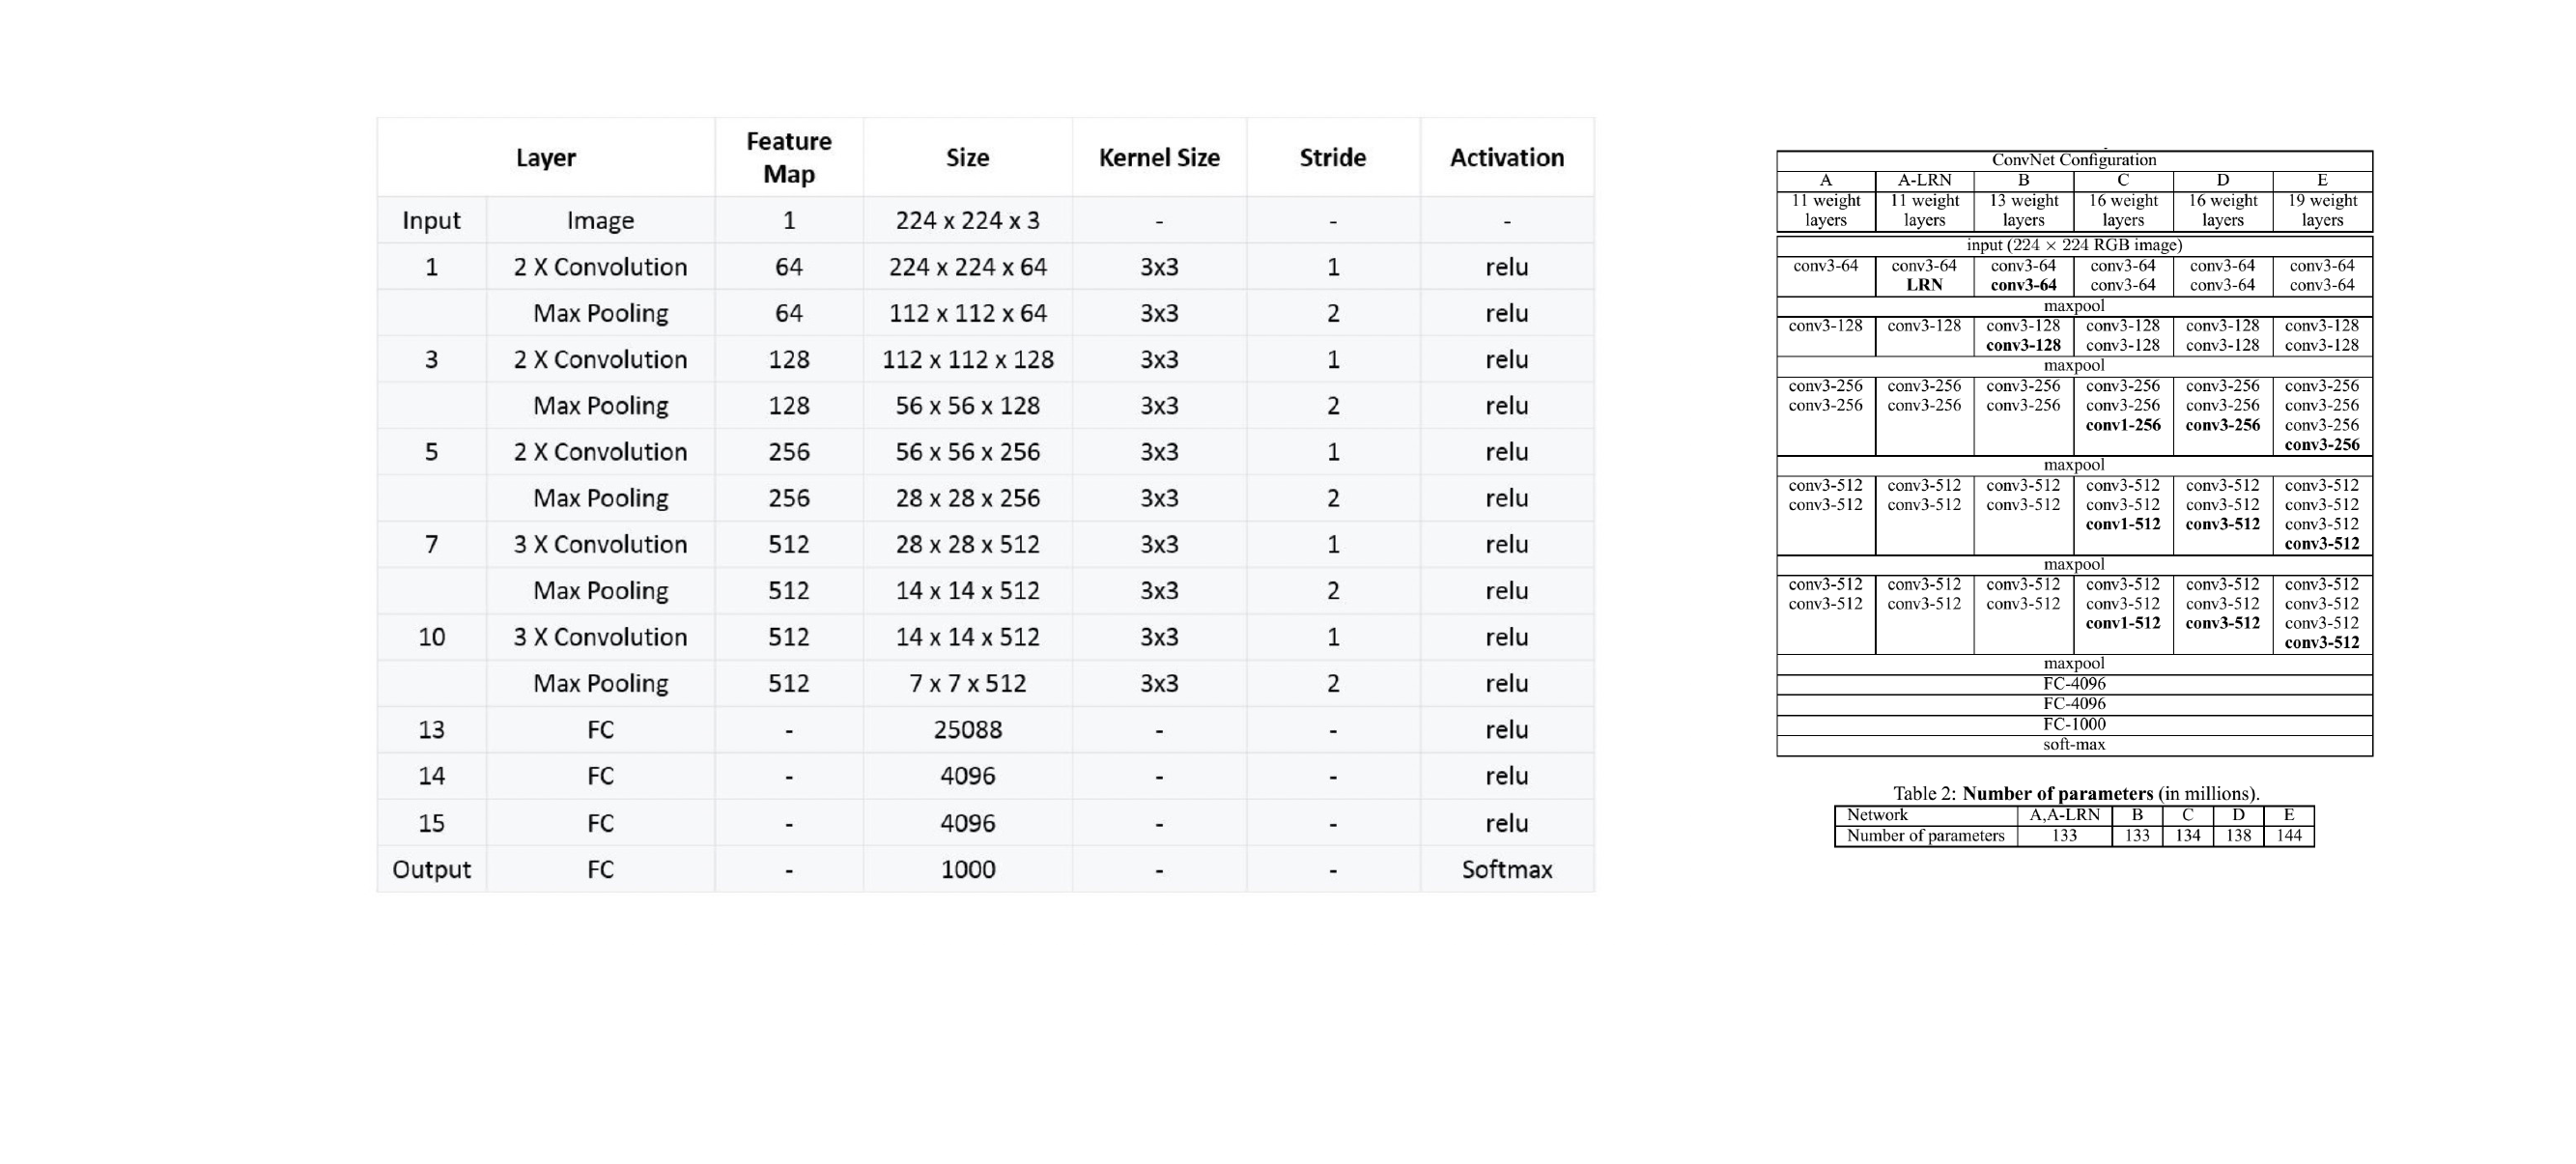 Layer Feature Map Size Kernel Size Stride Activation
Input Image 1 224 x 224 x 3 - - -
1 2 X Convolution 64 224 x 224 x 64 3x3 1 relu
Max Pooling 64 112 x 112 x 64 3x3 2 relu
3 2 X Convolution 128 112 x 112 x 128 3x3 1 relu
Max Pooling 128 56 x 56 x 128 3x3 2 relu
5 2 X Convolution 256 56 x 56 x 256 3x3 1 relu
Max Pooling 256 28 x 28 x 256 3x3 2 relu
7 3 X Convolution 512 28 x 28 x 512 3x3 1 relu
Max Pooling 512 14 x 14 x 512 3x3 2 relu
10 3 X Convolution 512 14 x 14 x 512 3x3 1 relu
Max Pooling 512 7 x 7 x 512 3x3 2 relu
13 FC - 25088 - - relu
14 FC - 4096 - - relu
15 FC - 4096 - - relu
Output FC - 1000 - - Softmax
ConvNet Configuration
A A-LRN B C D E
11 weight 11 weight 13 weight 16 weight 16 weight 19 weight
layers layers layers layers layers layers
input (224 × 224 RGB image)
conv3-64 conv3-64 conv3-64 conv3-64 conv3-64 conv3-64
LRN conv3-64 conv3-64 conv3-64 conv3-64
maxpool
conv3-128 conv3-128 conv3-128 conv3-128 conv3-128 conv3-128
conv3-128 conv3-128 conv3-128 conv3-128
maxpool
conv3-256 conv3-256 conv3-256 conv3-256 conv3-256 conv3-256
conv3-256 conv3-256 conv3-256 conv3-256 conv3-256 conv3-256
conv1-256 conv3-256 conv3-256
conv3-256
maxpool
conv3-512 conv3-512 conv3-512 conv3-512 conv3-512 conv3-512
conv3-512 conv3-512 conv3-512 conv3-512 conv3-512 conv3-512
conv1-512 conv3-512 conv3-512
conv3-512
maxpool
conv3-512 conv3-512 conv3-512 conv3-512 conv3-512 conv3-512
conv3-512 conv3-512 conv3-512 conv3-512 conv3-512 conv3-512
conv1-512 conv3-512 conv3-512
conv3-512
maxpool
FC-4096
FC-4096
FC-1000
soft-max
Table 2: Number of parameters (in millions).
Network A,A-LRN B C D E
Number of parameters 133 133 134 138 144